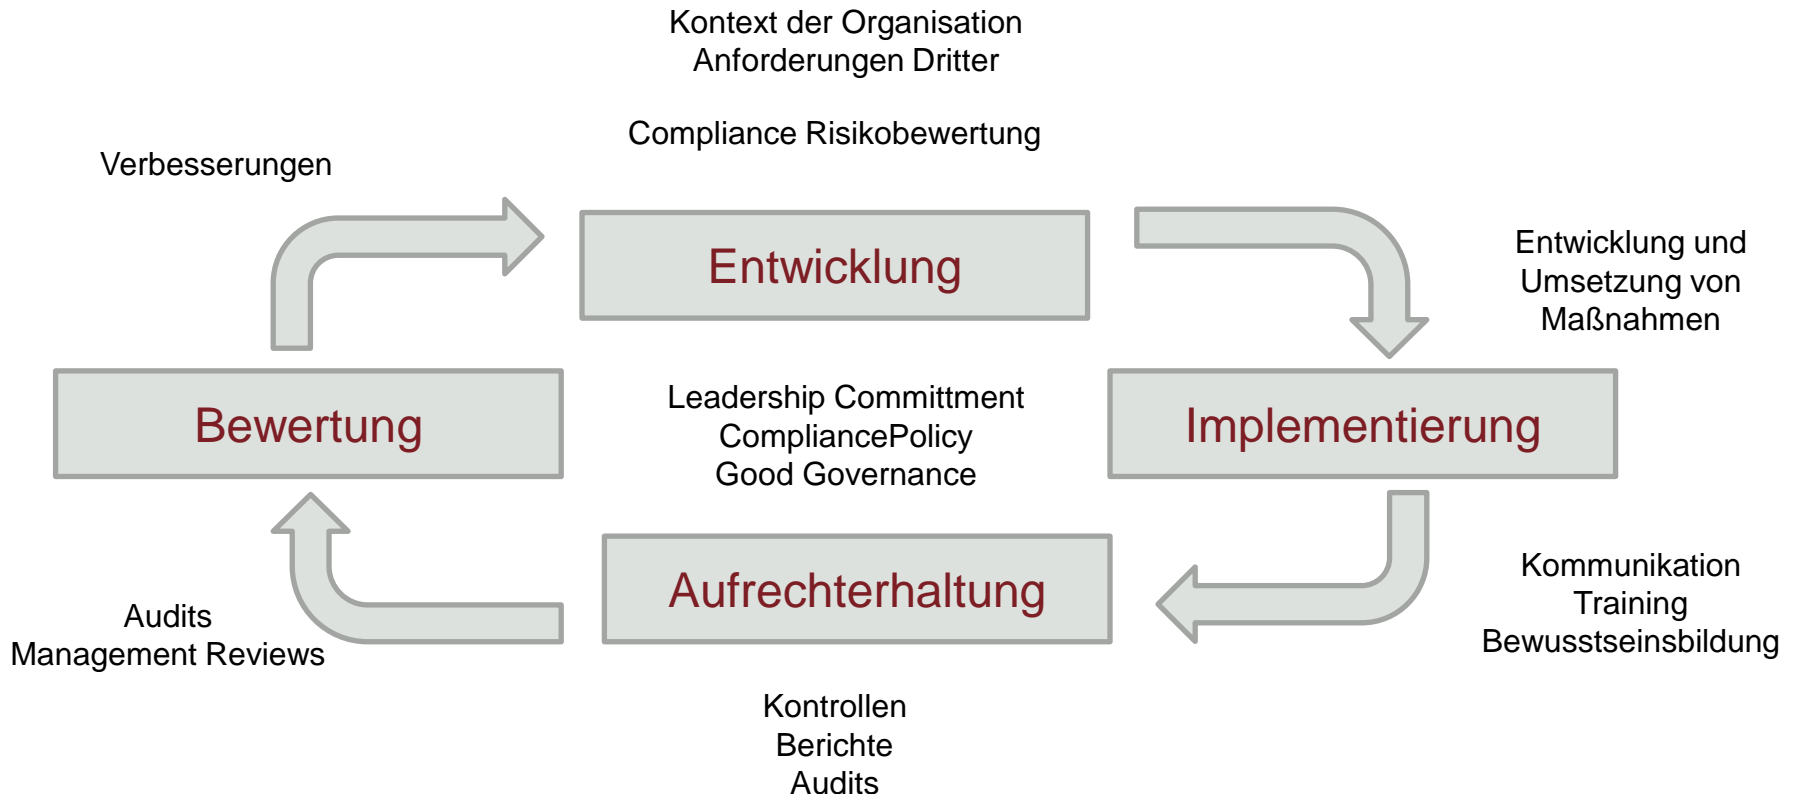 Kontext der Organisation
Anforderungen Dritter
Compliance Risikobewertung
Verbesserungen
Entwicklung
Entwicklung und
Umsetzung von
Maßnahmen
Bewertung
Leadership Committment
CompliancePolicy
Good Governance
Implementierung
Aufrechterhaltung
Kommunikation
Training
Bewusstseinsbildung
Audits
Management Reviews
Kontrollen
Berichte
Audits